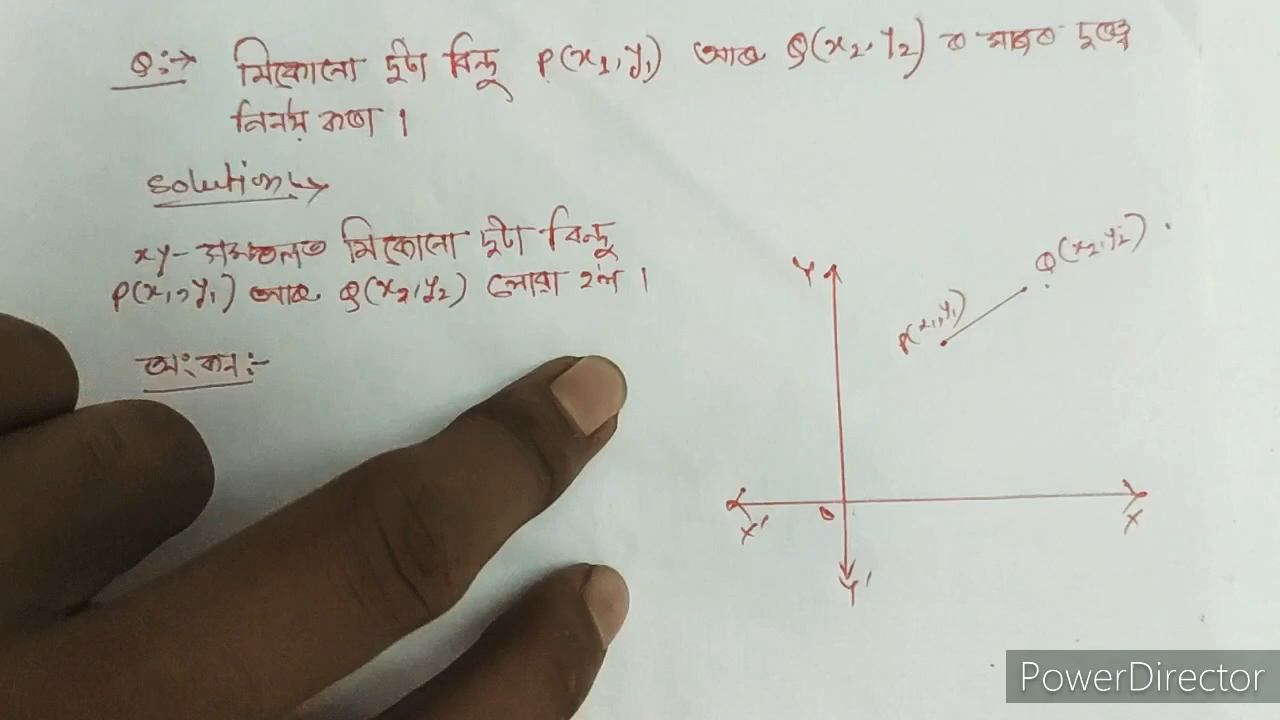 Q:→ যিকোনো দুটা বিন্দু P(x₁, y₁) আৰু Q(x₂, y₂) ৰ মাজৰ দূৰত্ব
নিৰ্নয় কৰা ।
Solution↦
xy-সমতলত যিকোনো দুটা বিন্দু
P(x₁, y₁) আৰু Q(x₂, y₂) লোৱা হ'ল ।
অংকন:-
Y
Q(x₂, y₂)
P(x₁, y₁)
X'
O
X
Y'
PowerDirector